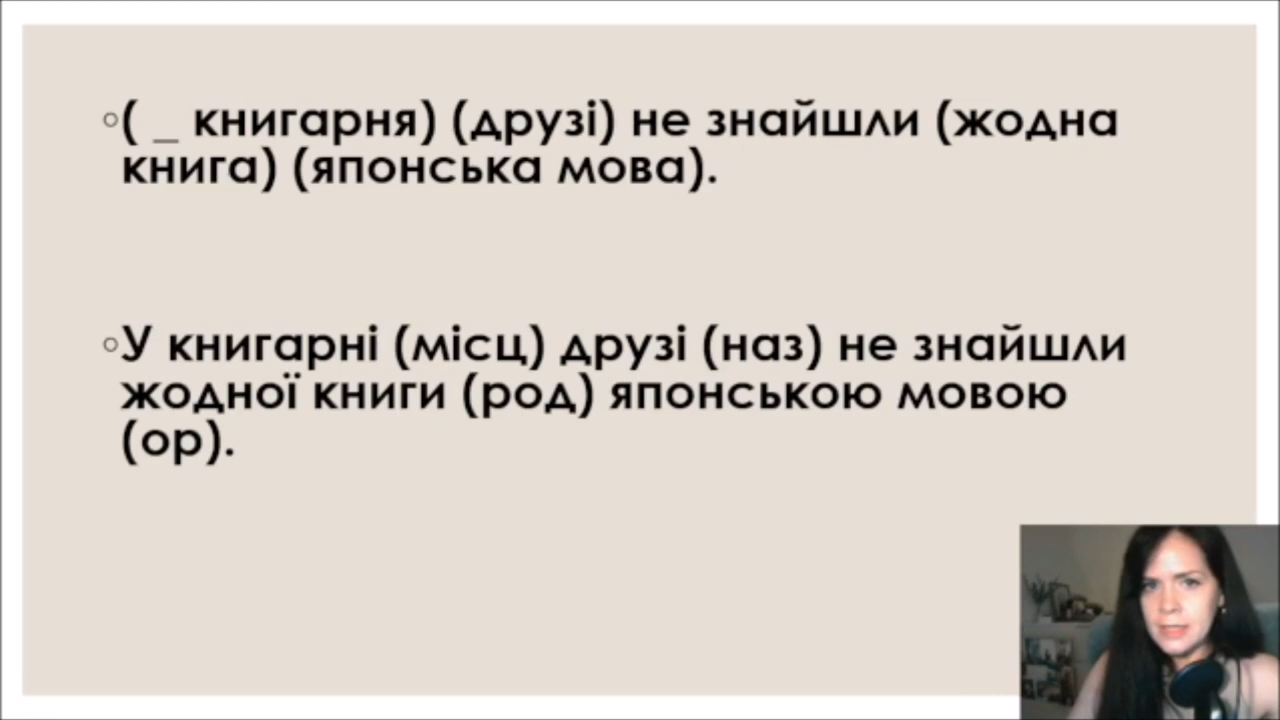 ( _ книгарня) (друзі) не знайшли (жодна
книга) (японська мова).
У книгарні (місц) друзі (наз) не знайшли
жодної книги (род) японською мовою
(ор).